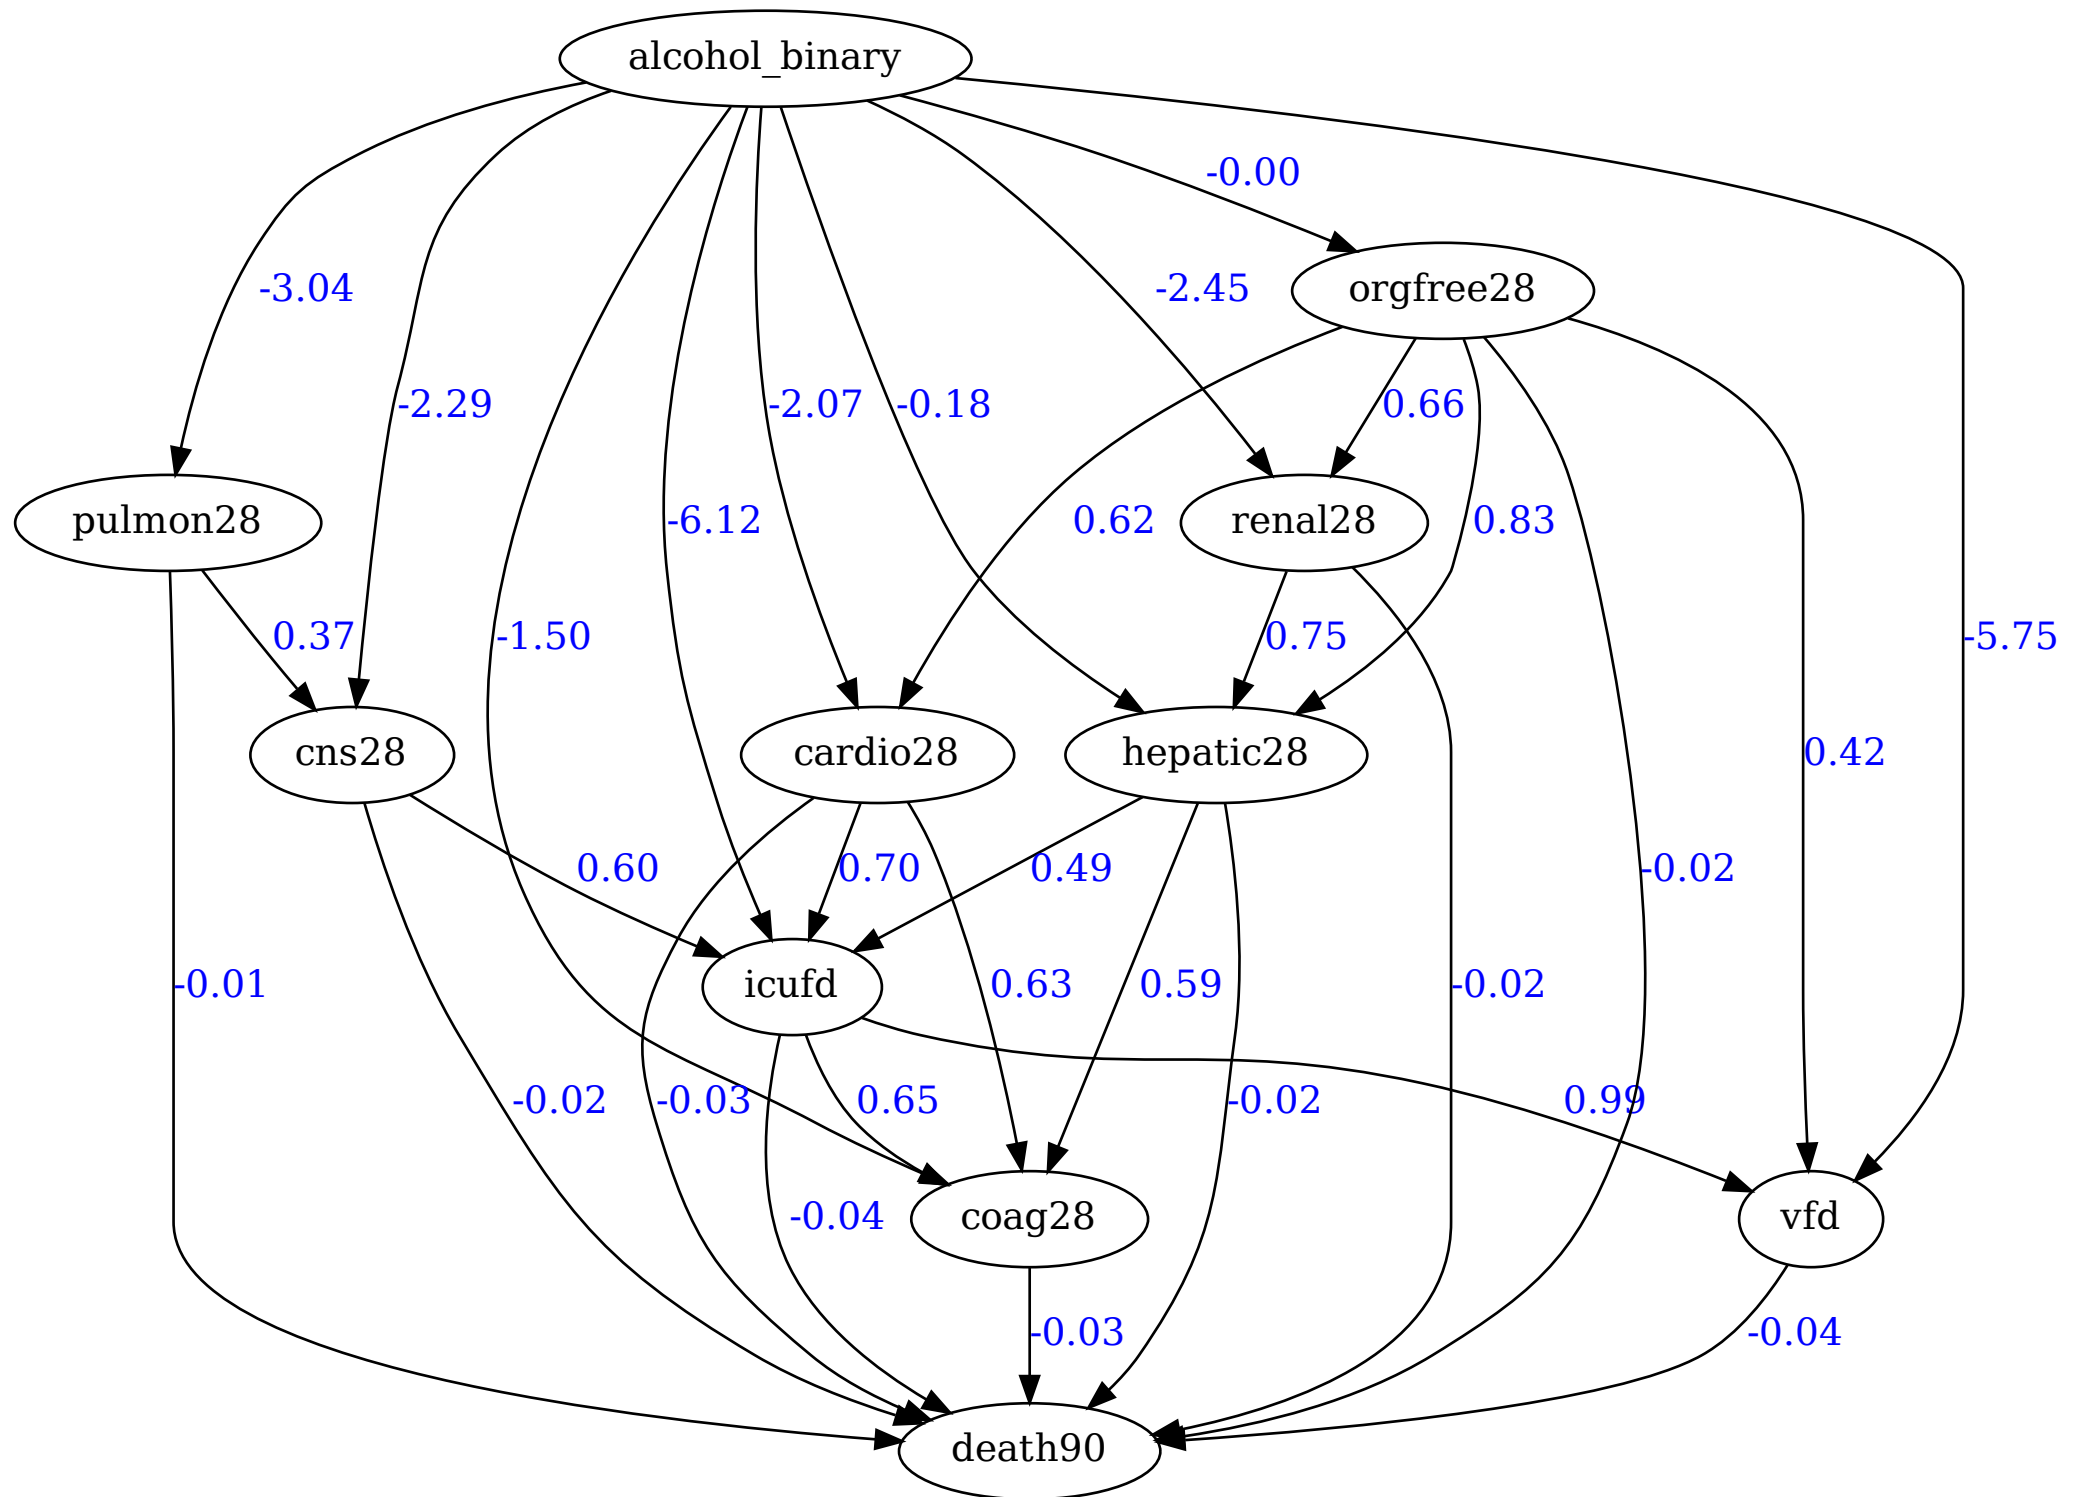 alcohol_binary
-0.00
-3.04
-2.45
orgfree28
-2.29
-2.07
-0.18
0.66
pulmon28
-6.12
0.62
renal28
0.83
0.37
-1.50
0.75
-5.75
cns28
cardio28
hepatic28
0.42
0.60
0.70
0.49
-0.02
-0.01
icufd
0.63
0.59
-0.02
-0.02
-0.03
0.65
-0.02
0.99
-0.04
coag28
vfd
-0.03
-0.04
death90